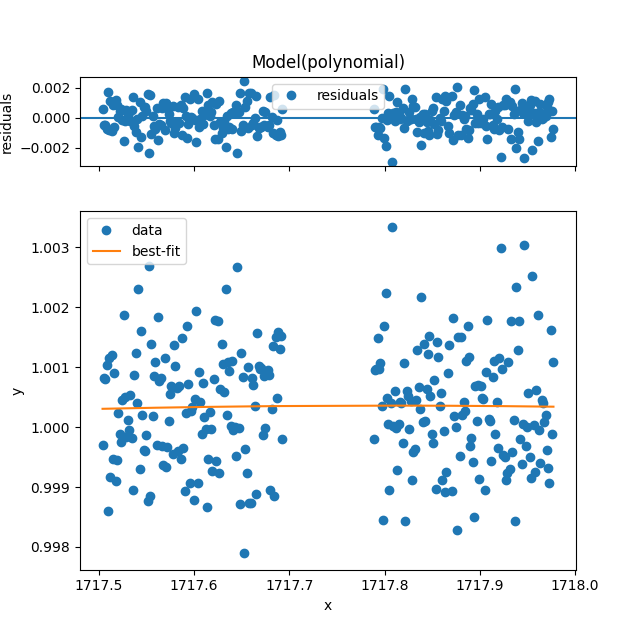 Model(polynomial)
residuals
0.002
0.000
−0.002
residuals
data
best-fit
y
1.003
1.002
1.001
1.000
0.999
0.998
1717.5 1717.6 1717.7 1717.8 1717.9 1718.0
x